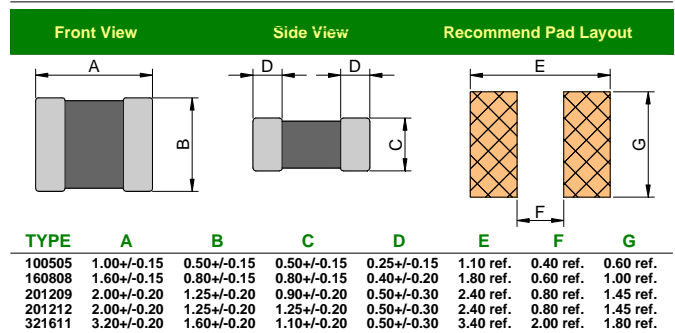 Front View Side View Recommend Pad Layout
A D D E
B C G
F
TYPE A B C D E F G
100505 1.00+/-0.15 0.50+/-0.15 0.50+/-0.15 0.25+/-0.15 1.10 ref. 0.40 ref. 0.60 ref.
160808 1.60+/-0.15 0.80+/-0.15 0.80+/-0.15 0.40+/-0.20 1.80 ref. 0.60 ref. 1.00 ref.
201209 2.00+/-0.20 1.25+/-0.20 0.90+/-0.20 0.50+/-0.30 2.40 ref. 0.80 ref. 1.45 ref.
201212 2.00+/-0.20 1.25+/-0.20 1.25+/-0.20 0.50+/-0.30 2.40 ref. 0.80 ref. 1.45 ref.
321611 3.20+/-0.20 1.60+/-0.20 1.10+/-0.20 0.50+/-0.30 3.40 ref. 2.00 ref. 1.80 ref.